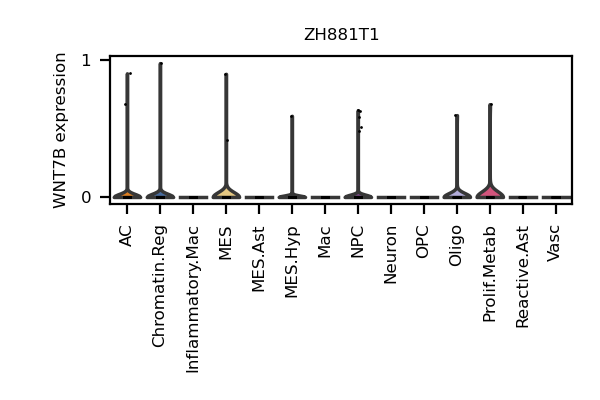 ZH881T1
WNT7B expression
1
0
AC
Chromatin.Reg
Inflammatory.Mac
MES
MES.Ast
MES.Hyp
Mac
NPC
Neuron
OPC
Oligo
Prolif.Metab
Reactive.Ast
Vasc